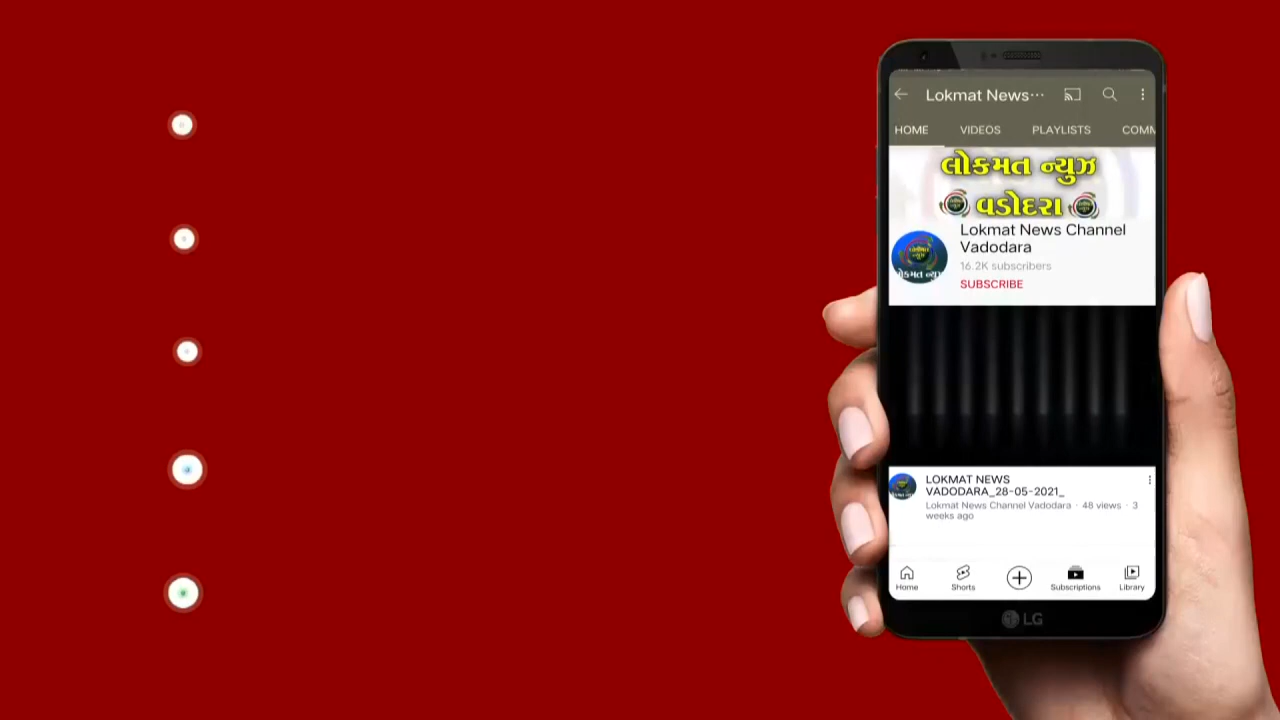 Lokmat News···
HOME VIDEOS PLAYLISTS COMM
લોકમત ન્યુઝ
વડોદરા
Lokmat News Channel
Vadodara
16.2K subscribers
SUBSCRIBE
LOKMAT NEWS
VADODARA_28-05-2021_
Lokmat News Channel Vadodara · 48 views · 3
weeks ago
Home Shorts Subscriptions Library
LG